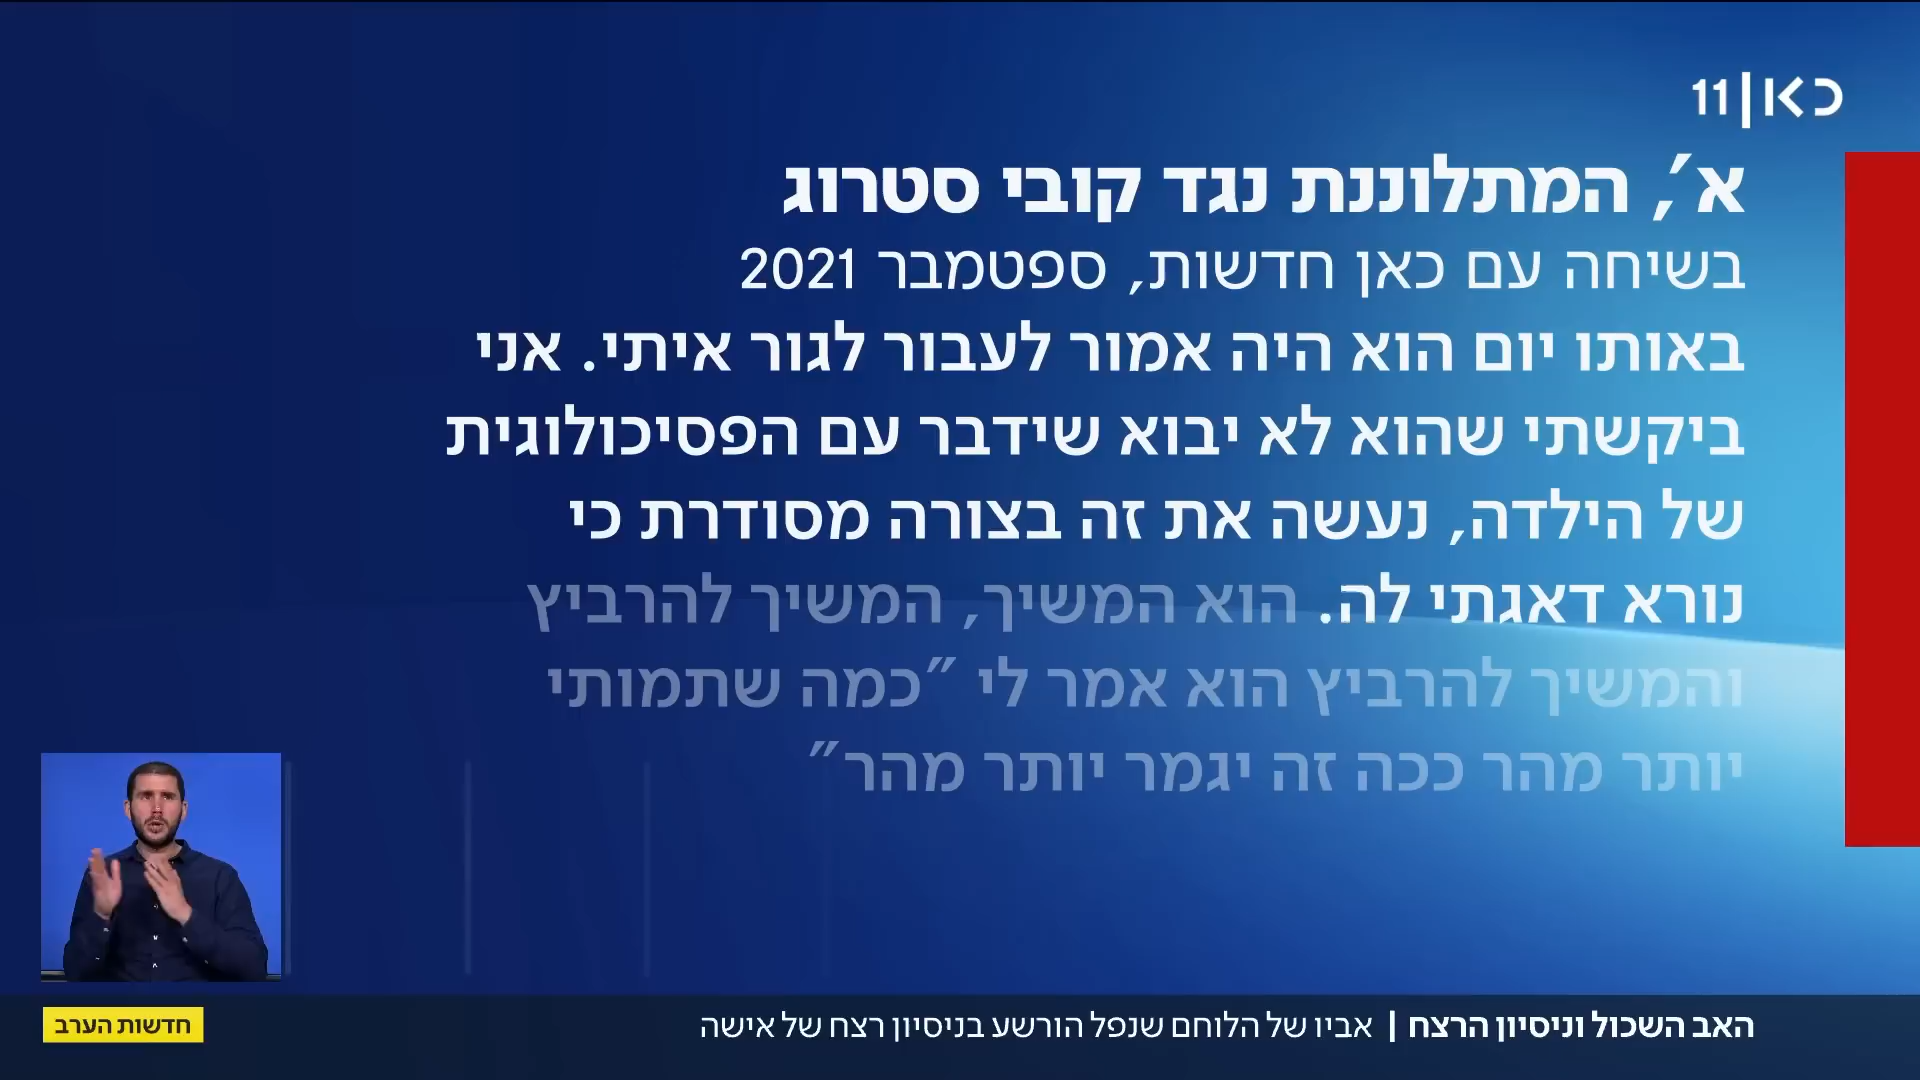 כאן|11
א׳, המתלוננת נגד קובי סטרוג
בשיחה עם כאן חדשות, ספטמבר 2021
באותו יום הוא היה אמור לעבור לגור איתי. אני
ביקשתי שהוא לא יבוא שידבר עם הפסיכולוגית
של הילדה, נעשה את זה בצורה מסודרת כי
נורא דאגתי לה. הוא המשיך, המשיך להרביץ
והמשיך להרביץ הוא אמר לי ״כמה שתמותי
יותר מהר ככה זה יגמר יותר מהר״
האב השכול וניסיון הרצח | אביו של הלוחם שנפל הורשע בניסיון רצח של אישה
חדשות הערב